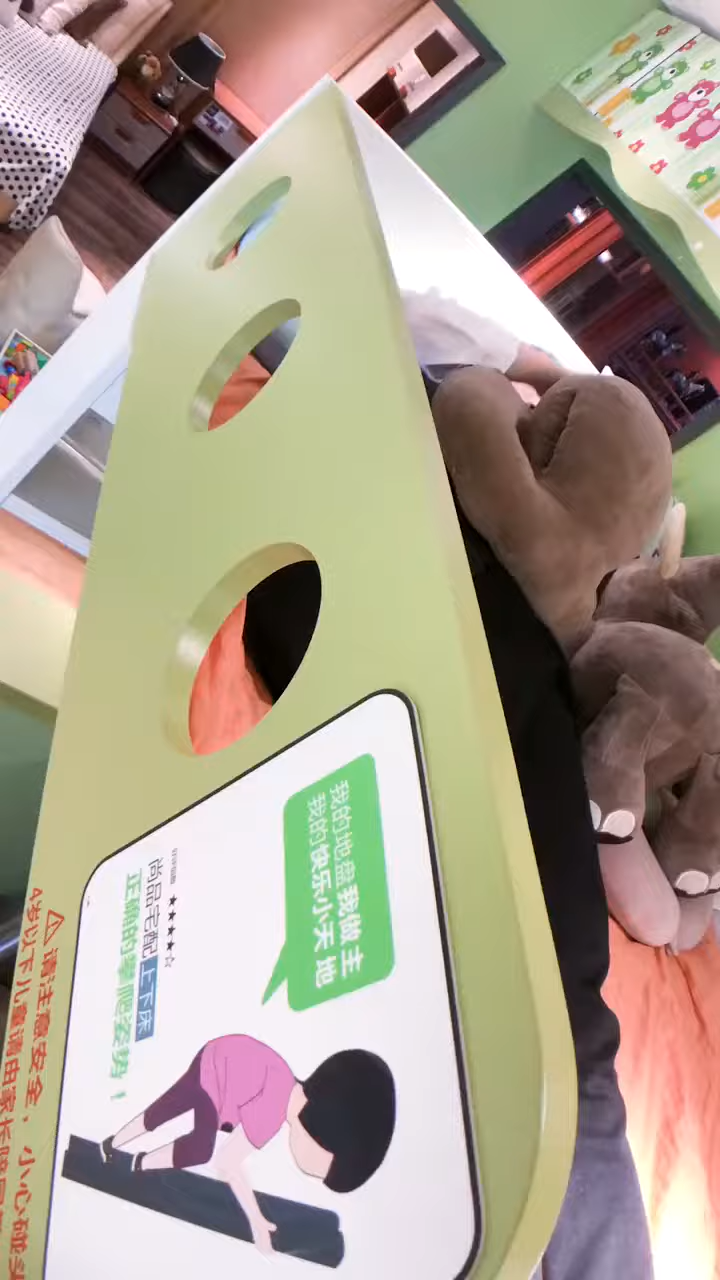 我的地盘我做主
我的快乐小天地
★★★★☆
尚品宅配上下床
正确的攀爬姿势！
⚠请注意安全，小心碰头
4岁以下儿童请由家长陪同